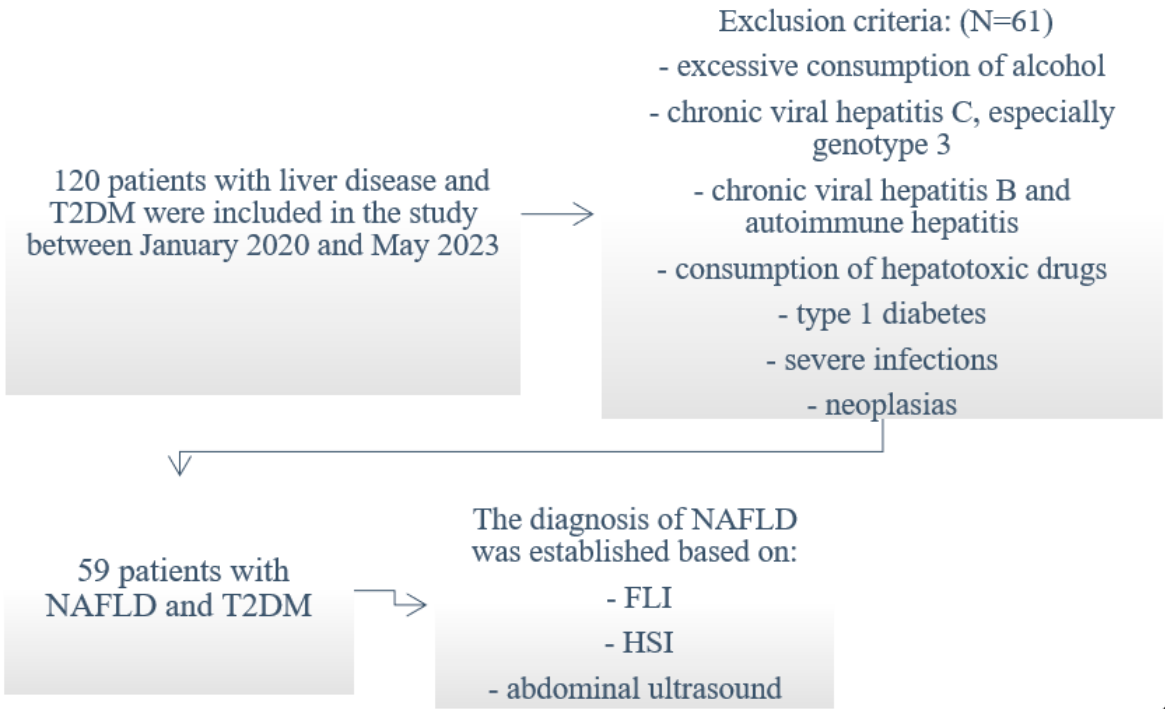 120 patients with liver disease and
T2DM were included in the study
between January 2020 and May 2023
Exclusion criteria: (N=61)
- excessive consumption of alcohol
- chronic viral hepatitis C, especially
genotype 3
- chronic viral hepatitis B and
autoimmune hepatitis
- consumption of hepatotoxic drugs
- type 1 diabetes
- severe infections
- neoplasias
59 patients with
NAFLD and T2DM
The diagnosis of NAFLD
was established based on:
- FLI
- HSI
- abdominal ultrasound